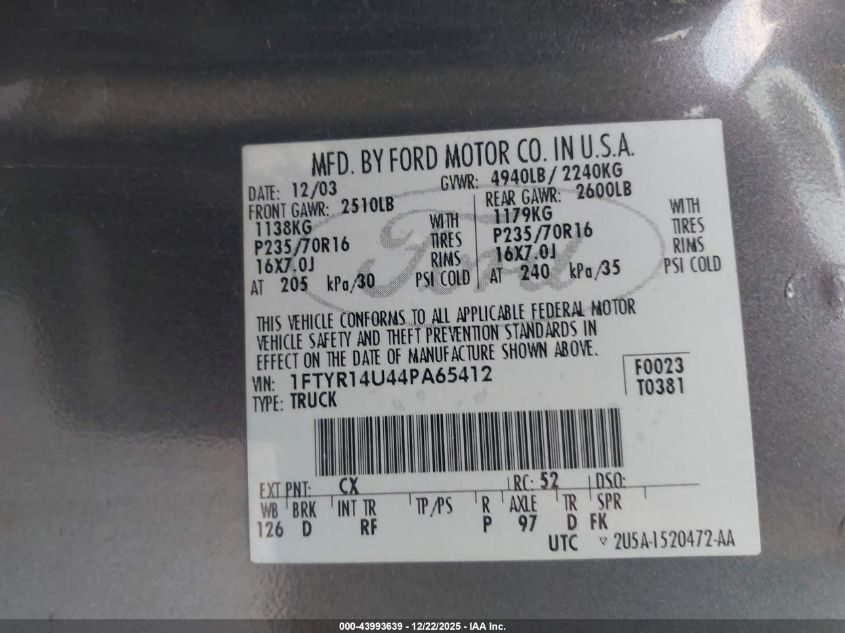 MFD. BY FORD MOTOR CO. IN U.S.A.
DATE: 12/03 GVWR: 4940LB/ 2240KG
FRONT GAWR: 2510LB REAR GAWR: 2600LB
1138KG WITH 1179KG WITH
P235/70R16 TIRES P235/70R16 TIRES
16X7.0J RIMS 16X7.0J RIMS
AT 205 kPa/30 PSI COLD AT 240 kPa/35 PSI COLD
Ford
THIS VEHICLE CONFORMS TO ALL APPLICABLE FEDERAL MOTOR
VEHICLE SAFETY AND THEFT PREVENTION STANDARDS IN
EFFECT ON THE DATE OF MANUFACTURE SHOWN ABOVE.
VIN: 1FTYR14U44PA65412 F0023
TYPE: TRUCK T0381
EXT PNT: CX RC: 52 DSO:
WB BRK INT TR TP/PS R AXLE TR SPR
126 D RF P 97 D FK
UTC ▽ 2U5A-1520472-AA
000-43993639 - 12/22/2025 - IAA Inc.